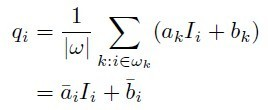 q_i = \frac{1}{|\omega|} \sum_{k:i \in \omega_k} (a_k I_i + b_k)
= \bar{a}_i I_i + \bar{b}_i